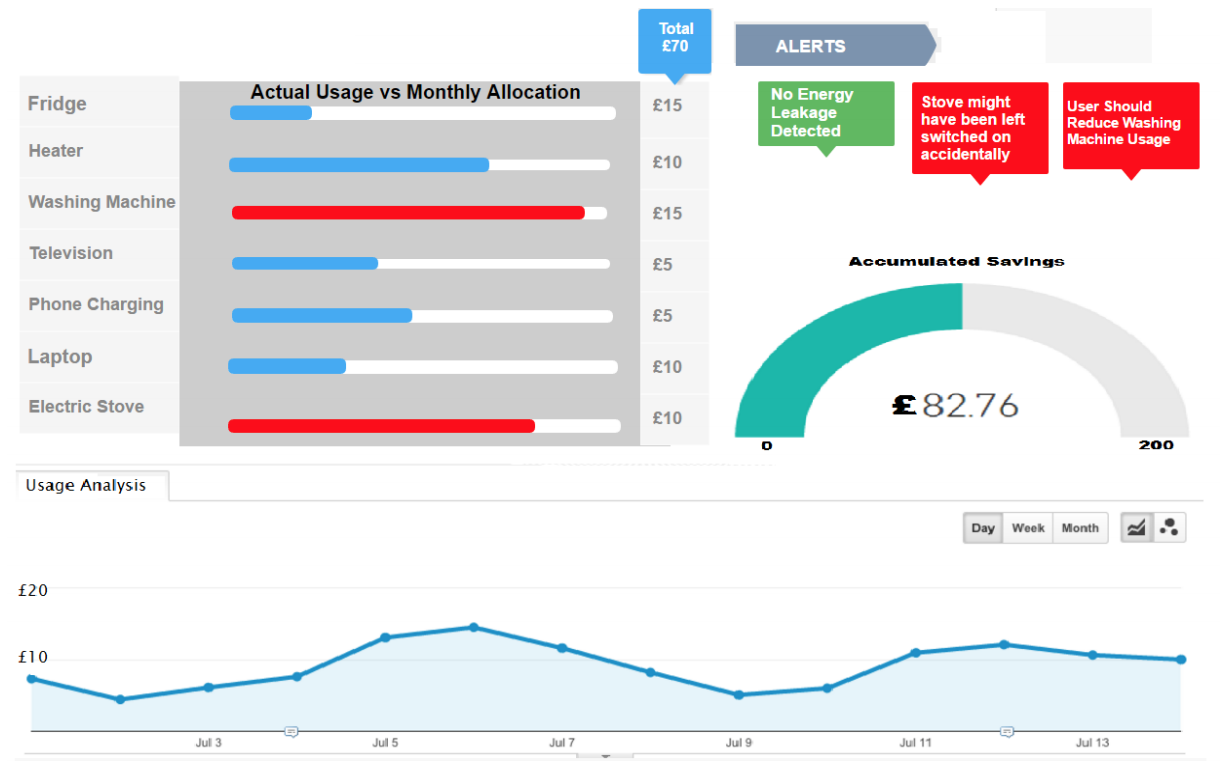 Total
£70
ALERTS
Actual Usage vs Monthly Allocation
No Energy
Leakage
Detected
Stove might
have been left
switched on
accidentally
User Should
Reduce Washing
Machine Usage
Fridge
£15
Heater
£10
Washing Machine
£15
Television
£5
Phone Charging
£5
Laptop
£10
Electric Stove
£10
Accumulated Savings
£82.76
0
200
Usage Analysis
Day
Week
Month
£20
£10
Jul 3
Jul 5
Jul 7
Jul 9
Jul 11
Jul 13